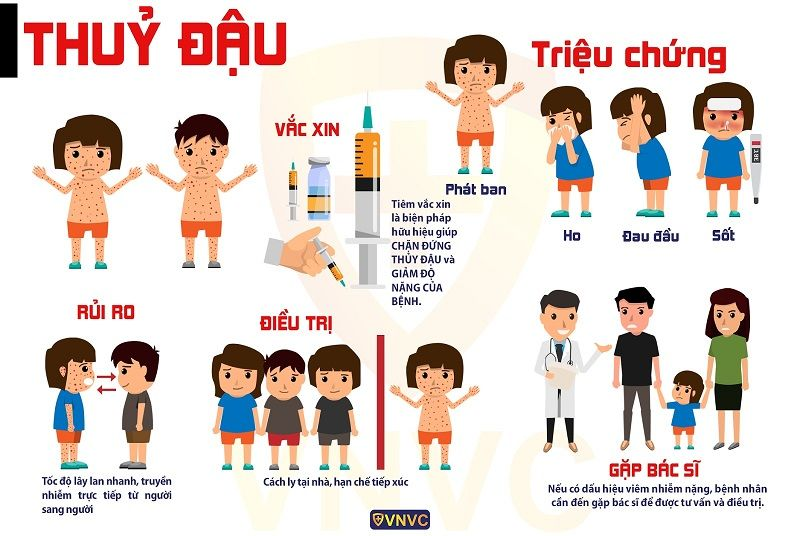 THUỶ ĐẬU
Triệu chứng
Phát ban
Ho
Đau đầu
Sốt
VẮC XIN
Tiêm vắc xin
là biện pháp
hữu hiệu giúp
CHẶN ĐỨNG
THỦY ĐẬU và
GIẢM ĐỘ
NẶNG CỦA
BỆNH.
RỦI RO
Tốc độ lây lan nhanh, truyền
nhiễm trực tiếp từ người
sang người
ĐIỀU TRỊ
Cách ly tại nhà, hạn chế tiếp xúc
GẶP BÁC SĨ
Nếu có dấu hiệu viêm nhiễm nặng, bệnh nhân
cần đến gặp bác sĩ để được tư vấn và điều trị.
VNVC
VNVC